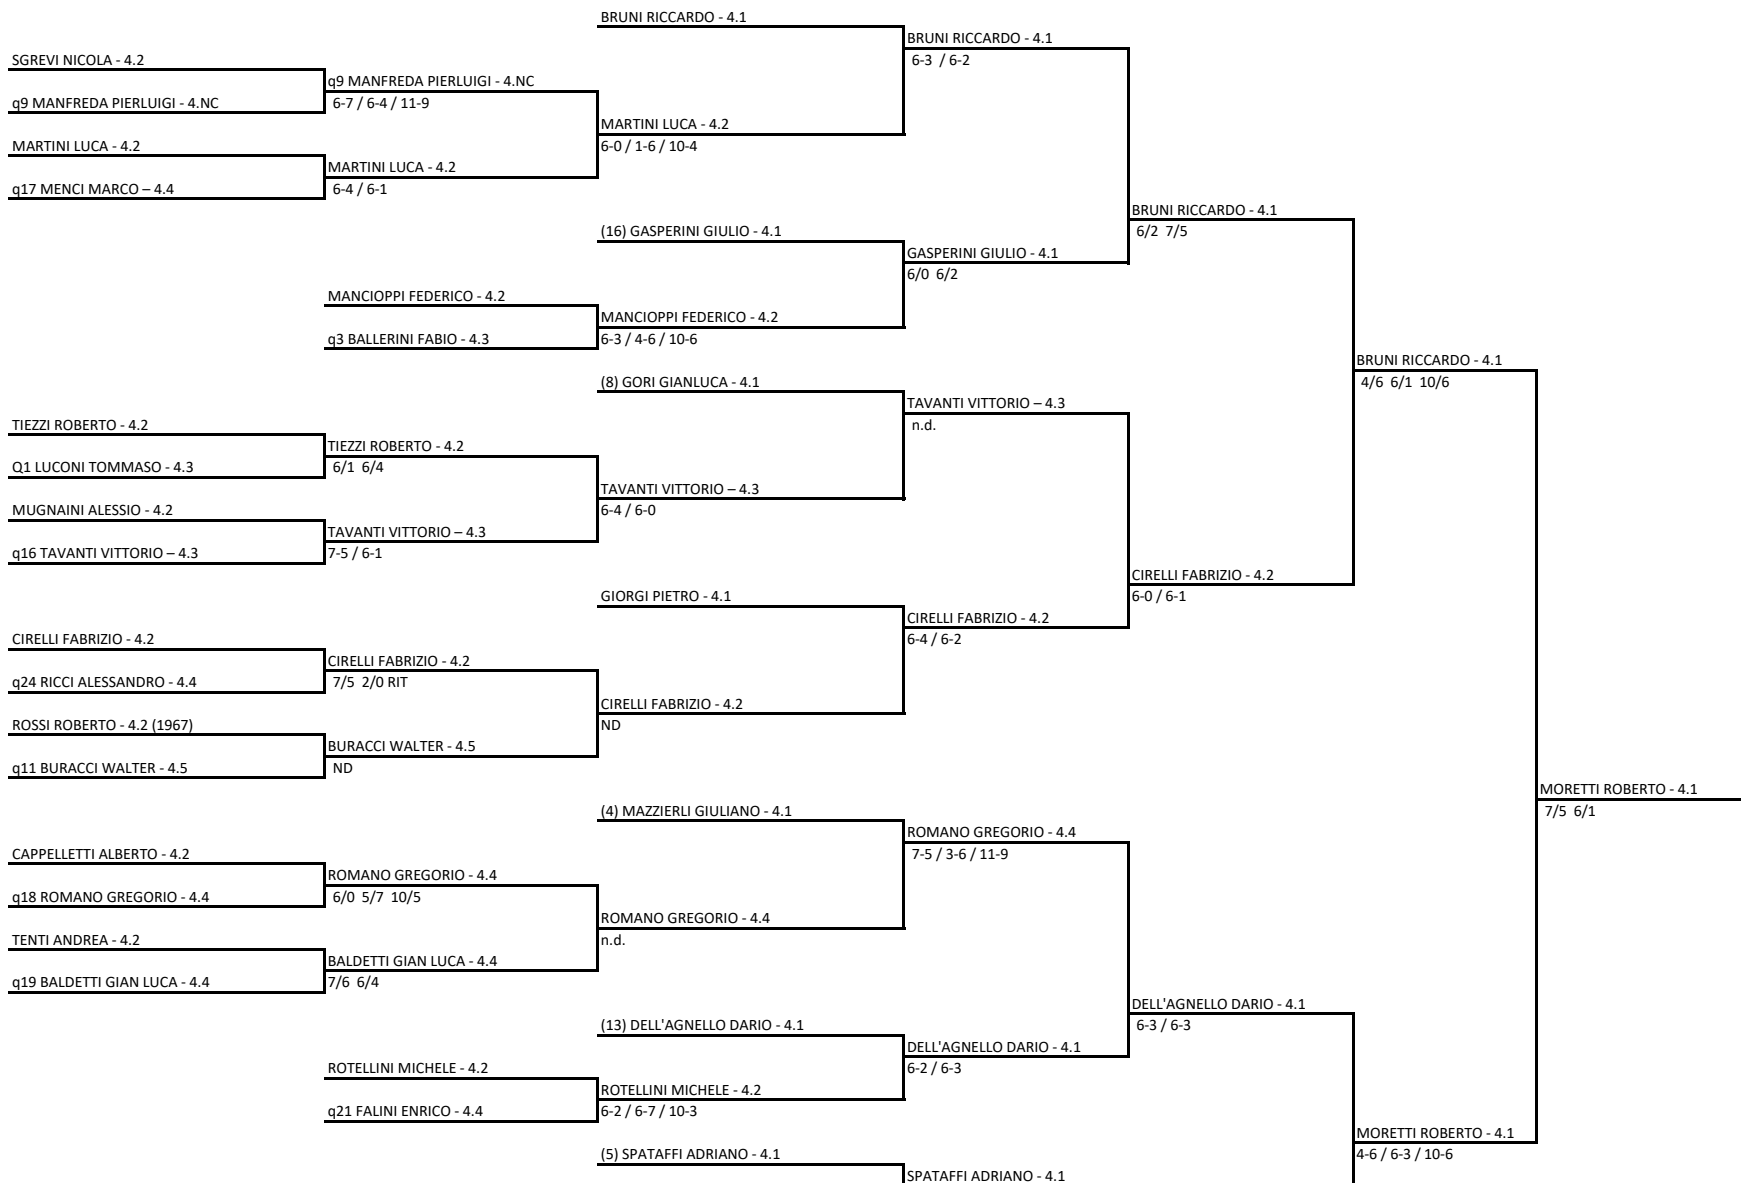 BRUNI RICCARDO - 4.1
BRUNI RICCARDO - 4.1
6-3 / 6-2
SGREVI NICOLA - 4.2
q9 MANFREDA PIERLUIGI - 4.NC
6-7 / 6-4 / 11-9
q9 MANFREDA PIERLUIGI - 4.NC
MARTINI LUCA - 4.2
6-0 / 1-6 / 10-4
MARTINI LUCA - 4.2
MARTINI LUCA - 4.2
6-4 / 6-1
q17 MENCI MARCO – 4.4
BRUNI RICCARDO - 4.1
6/2 7/5
(16) GASPERINI GIULIO - 4.1
GASPERINI GIULIO - 4.1
6/0 6/2
MANCIOPPI FEDERICO - 4.2
MANCIOPPI FEDERICO - 4.2
6-3 / 4-6 / 10-6
q3 BALLERINI FABIO - 4.3
BRUNI RICCARDO - 4.1
4/6 6/1 10/6
(8) GORI GIANLUCA - 4.1
TAVANTI VITTORIO – 4.3
n.d.
TIEZZI ROBERTO - 4.2
TIEZZI ROBERTO - 4.2
6/1 6/4
Q1 LUCONI TOMMASO - 4.3
TAVANTI VITTORIO – 4.3
6-4 / 6-0
MUGNAINI ALESSIO - 4.2
TAVANTI VITTORIO – 4.3
7-5 / 6-1
q16 TAVANTI VITTORIO – 4.3
CIRELLI FABRIZIO - 4.2
6-0 / 6-1
GIORGI PIETRO - 4.1
CIRELLI FABRIZIO - 4.2
6-4 / 6-2
CIRELLI FABRIZIO - 4.2
CIRELLI FABRIZIO - 4.2
7/5 2/0 RIT
q24 RICCI ALESSANDRO - 4.4
CIRELLI FABRIZIO - 4.2
ND
ROSSI ROBERTO - 4.2 (1967)
BURACCI WALTER - 4.5
ND
q11 BURACCI WALTER - 4.5
MORETTI ROBERTO - 4.1
7/5 6/1
(4) MAZZIERLI GIULIANO - 4.1
ROMANO GREGORIO - 4.4
7-5 / 3-6 / 11-9
CAPPELLETTI ALBERTO - 4.2
ROMANO GREGORIO - 4.4
6/0 5/7 10/5
q18 ROMANO GREGORIO - 4.4
ROMANO GREGORIO - 4.4
n.d.
TENTI ANDREA - 4.2
BALDETTI GIAN LUCA - 4.4
7/6 6/4
q19 BALDETTI GIAN LUCA - 4.4
DELL'AGNELLO DARIO - 4.1
6-3 / 6-3
(13) DELL'AGNELLO DARIO - 4.1
DELL'AGNELLO DARIO - 4.1
6-2 / 6-3
ROTELLINI MICHELE - 4.2
ROTELLINI MICHELE - 4.2
6-2 / 6-7 / 10-3
q21 FALINI ENRICO - 4.4
MORETTI ROBERTO - 4.1
4-6 / 6-3 / 10-6
(5) SPATAFFI ADRIANO - 4.1
SPATAFFI ADRIANO - 4.1